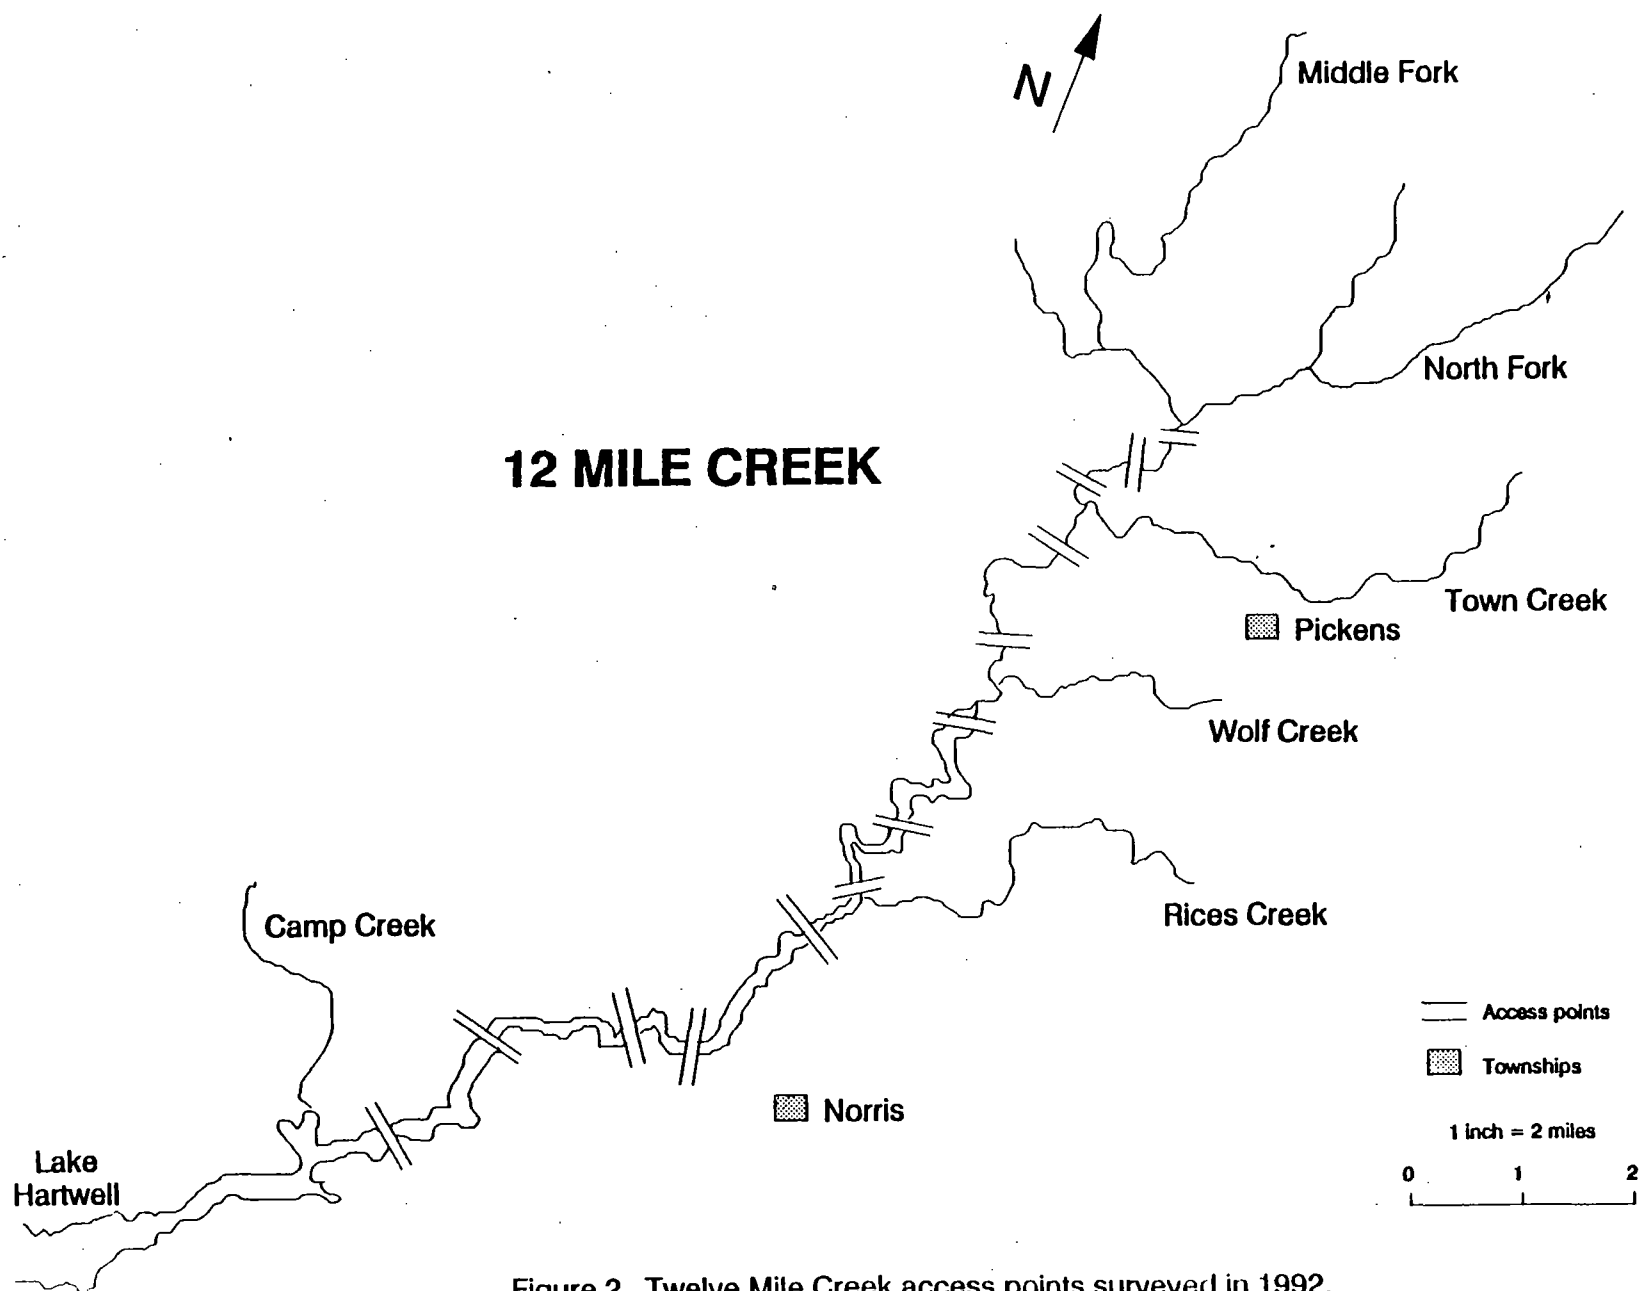 N
Middle Fork
North Fork
12 MILE CREEK
Town Creek
Pickens
Wolf Creek
Rices Creek
Camp Creek
Access points
Townships
Norris
1 inch = 2 miles
Lake
Hartwell
0 1 2
Figure 2. Twelve Mile Creek access points surveyed in 1992.